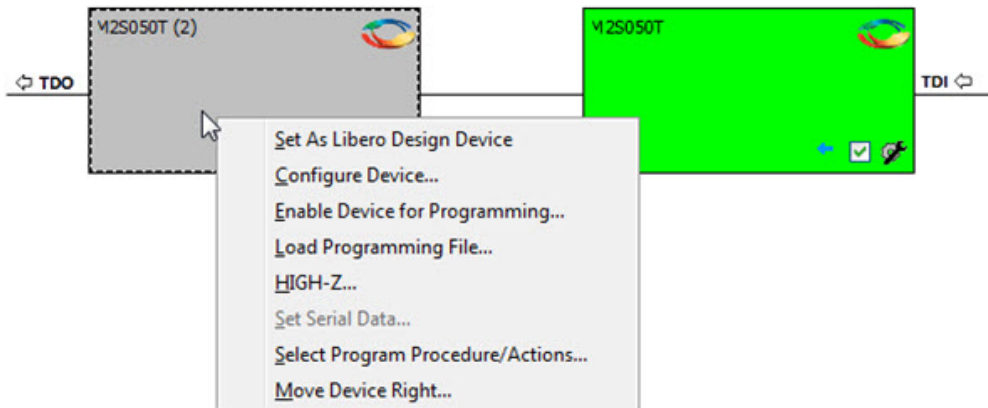 M2S050T (2)
M2S050T
TDO
TDI
Set As Libero Design Device
Configure Device...
Enable Device for Programming...
Load Programming File...
HIGH-Z...
Set Serial Data...
Select Program Procedure/Actions...
Move Device Right...